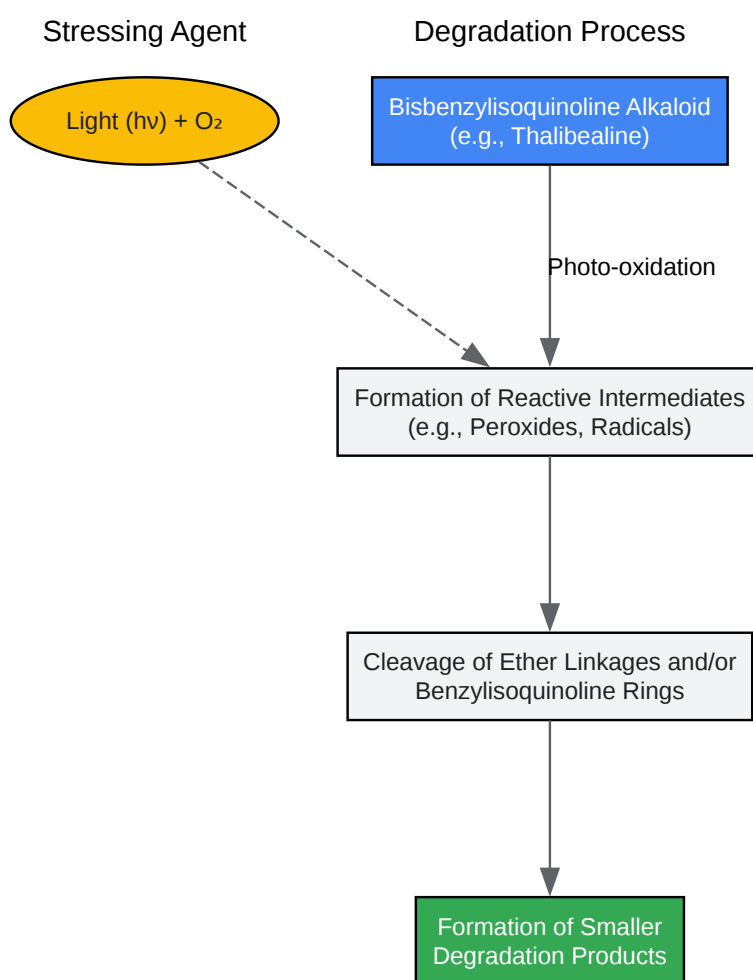 Stressing Agent
Degradation Process
Light (hν) + O₂
Bisbenzylisoquinoline Alkaloid
(e.g., Thalibealine)
Photo-oxidation
Formation of Reactive Intermediates
(e.g., Peroxides, Radicals)
Cleavage of Ether Linkages and/or
Benzylisoquinoline Rings
Formation of Smaller
Degradation Products